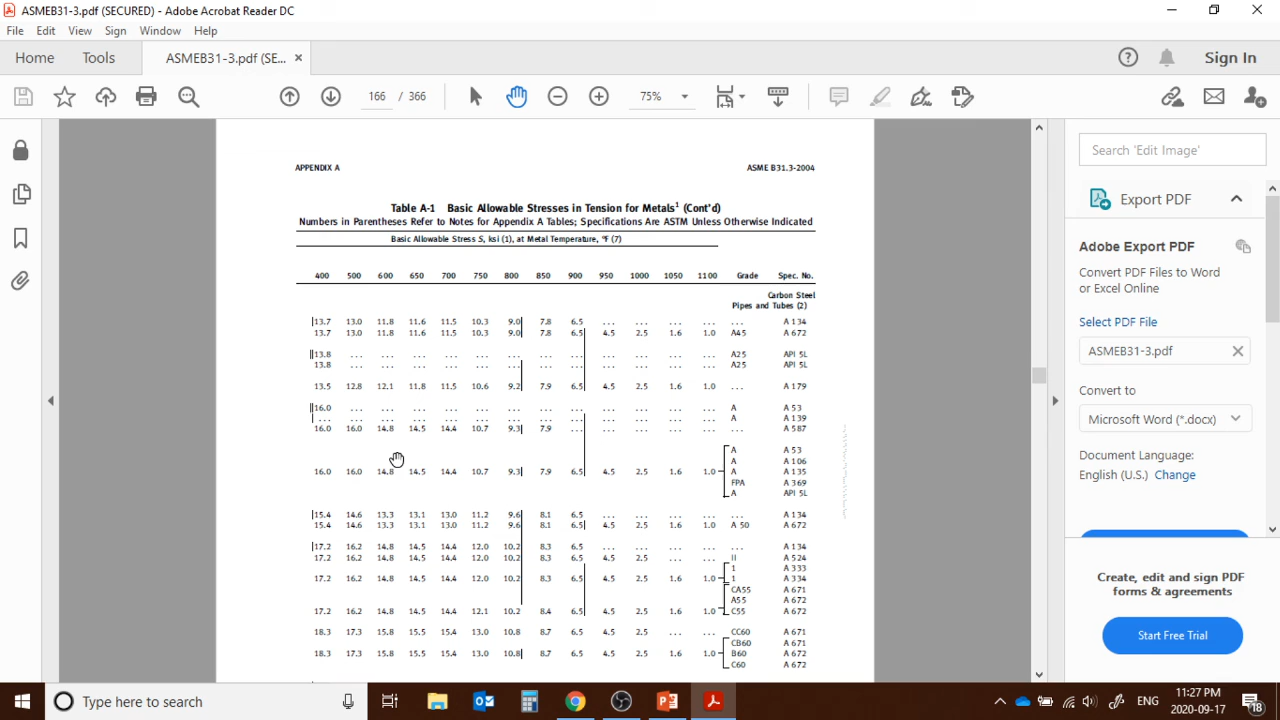 ASMEB31-3.pdf (SECURED) - Adobe Acrobat Reader DC
File Edit View Sign Window Help
Home Tools ASMEB31-3.pdf (SE... × Sign In
166 / 366 75%
APPENDIX A ASME B31.3-2004
Table A-1 Basic Allowable Stresses in Tension for Metals1 (Cont'd)
Numbers in Parentheses Refer to Notes for Appendix A Tables; Specifications Are ASTM Unless Otherwise Indicated
Basic Allowable Stress S, ksi (1), at Metal Temperature, °F (7)
400 500 600 650 700 750 800 850 900 950 1000 1050 1100 Grade Spec. No.
Carbon Steel
Pipes and Tubes (2)
13.7 13.0 11.8 11.6 11.5 10.3 9.0 7.8 6.5 ... ... ... ... ... A 134
13.7 13.0 11.8 11.6 11.5 10.3 9.0 7.8 6.5 4.5 2.5 1.6 1.0 A45 A 672
13.8 ... ... ... ... ... ... ... ... ... ... ... ... A25 API 5L
13.8 ... ... ... ... ... ... ... ... ... ... ... ... A25 API 5L
13.5 12.8 12.1 11.8 11.5 10.6 9.2 7.9 6.5 4.5 2.5 1.6 1.0 ... A 179
16.0 ... ... ... ... ... ... ... ... ... ... ... ... A A 53
... ... ... ... ... ... ... ... ... ... ... ... ... A A 139
16.0 16.0 14.8 14.5 14.4 10.7 9.3 7.9 ... ... ... ... ... ... A 587
A A 53
A A 106
16.0 16.0 14.8 14.5 14.4 10.7 9.3 7.9 6.5 4.5 2.5 1.6 1.0 A A 135
FPA A 369
A API 5L
15.4 14.6 13.3 13.1 13.0 11.2 9.6 8.1 6.5 ... ... ... ... ... A 134
15.4 14.6 13.3 13.1 13.0 11.2 9.6 8.1 6.5 4.5 2.5 1.6 1.0 A 50 A 672
17.2 16.2 14.8 14.5 14.4 12.0 10.2 8.3 6.5 ... ... ... ... ... A 134
17.2 16.2 14.8 14.5 14.4 12.0 10.2 8.3 6.5 4.5 2.5 ... ... II A 524
1 A 333
17.2 16.2 14.8 14.5 14.4 12.0 10.2 8.3 6.5 4.5 2.5 1.6 1.0 1 A 334
CA55 A 671
A55 A 672
17.2 16.2 14.8 14.5 14.4 12.1 10.2 8.4 6.5 4.5 2.5 1.6 1.0 C55 A 672
18.3 17.3 15.8 15.5 15.4 13.0 10.8 8.7 6.5 4.5 2.5 ... ... CC60 A 671
CB60 A 671
18.3 17.3 15.8 15.5 15.4 13.0 10.8 8.7 6.5 4.5 2.5 1.6 1.0 B60 A 672
C60 A 672
Search 'Edit Image'
Export PDF
Adobe Export PDF
Convert PDF Files to Word
or Excel Online
Select PDF File
ASMEB31-3.pdf
Convert to
Microsoft Word (*.docx)
Document Language:
English (U.S.) Change
Create, edit and sign PDF
forms & agreements
Start Free Trial
Type here to search
ENG
11:27 PM
2020-09-17
18